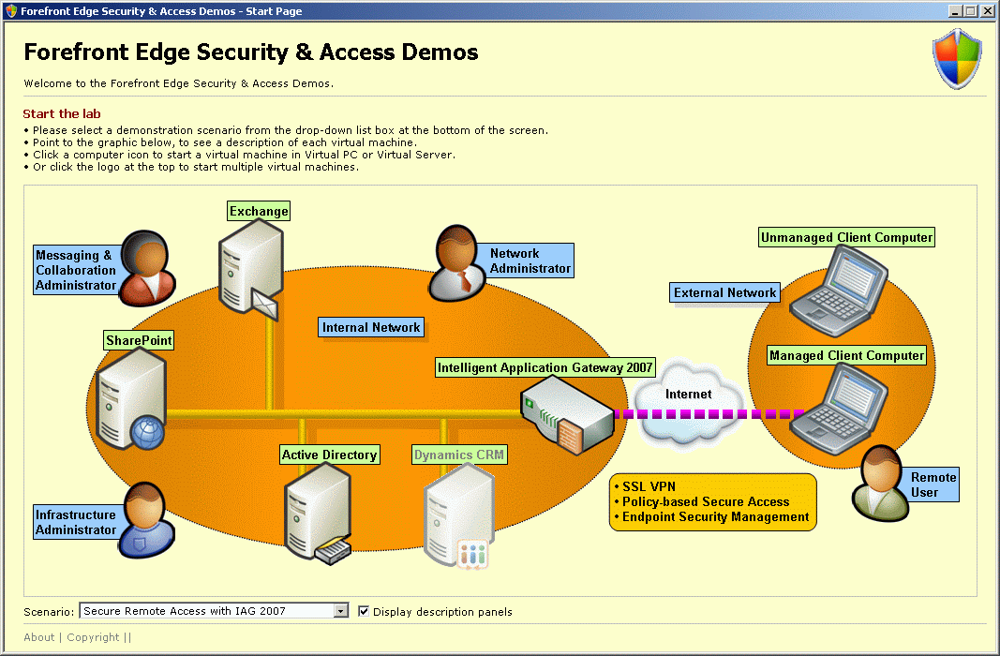 Forefront Edge Security & Access Demos - Start Page
Forefront Edge Security & Access Demos
Welcome to the Forefront Edge Security & Access Demos.
Start the lab
• Please select a demonstration scenario from the drop-down list box at the bottom of the screen.
• Point to the graphic below, to see a description of each virtual machine.
• Click a computer icon to start a virtual machine in Virtual PC or Virtual Server.
• Or click the logo at the top to start multiple virtual machines.
Exchange
Messaging &
Collaboration
Administrator
Network
Administrator
Unmanaged Client Computer
External Network
Internal Network
SharePoint
Managed Client Computer
Intelligent Application Gateway 2007
Internet
Active Directory
Dynamics CRM
• SSL VPN
• Policy-based Secure Access
• Endpoint Security Management
Remote
User
Infrastructure
Administrator
Scenario: Secure Remote Access with IAG 2007 Display description panels
About | Copyright ||